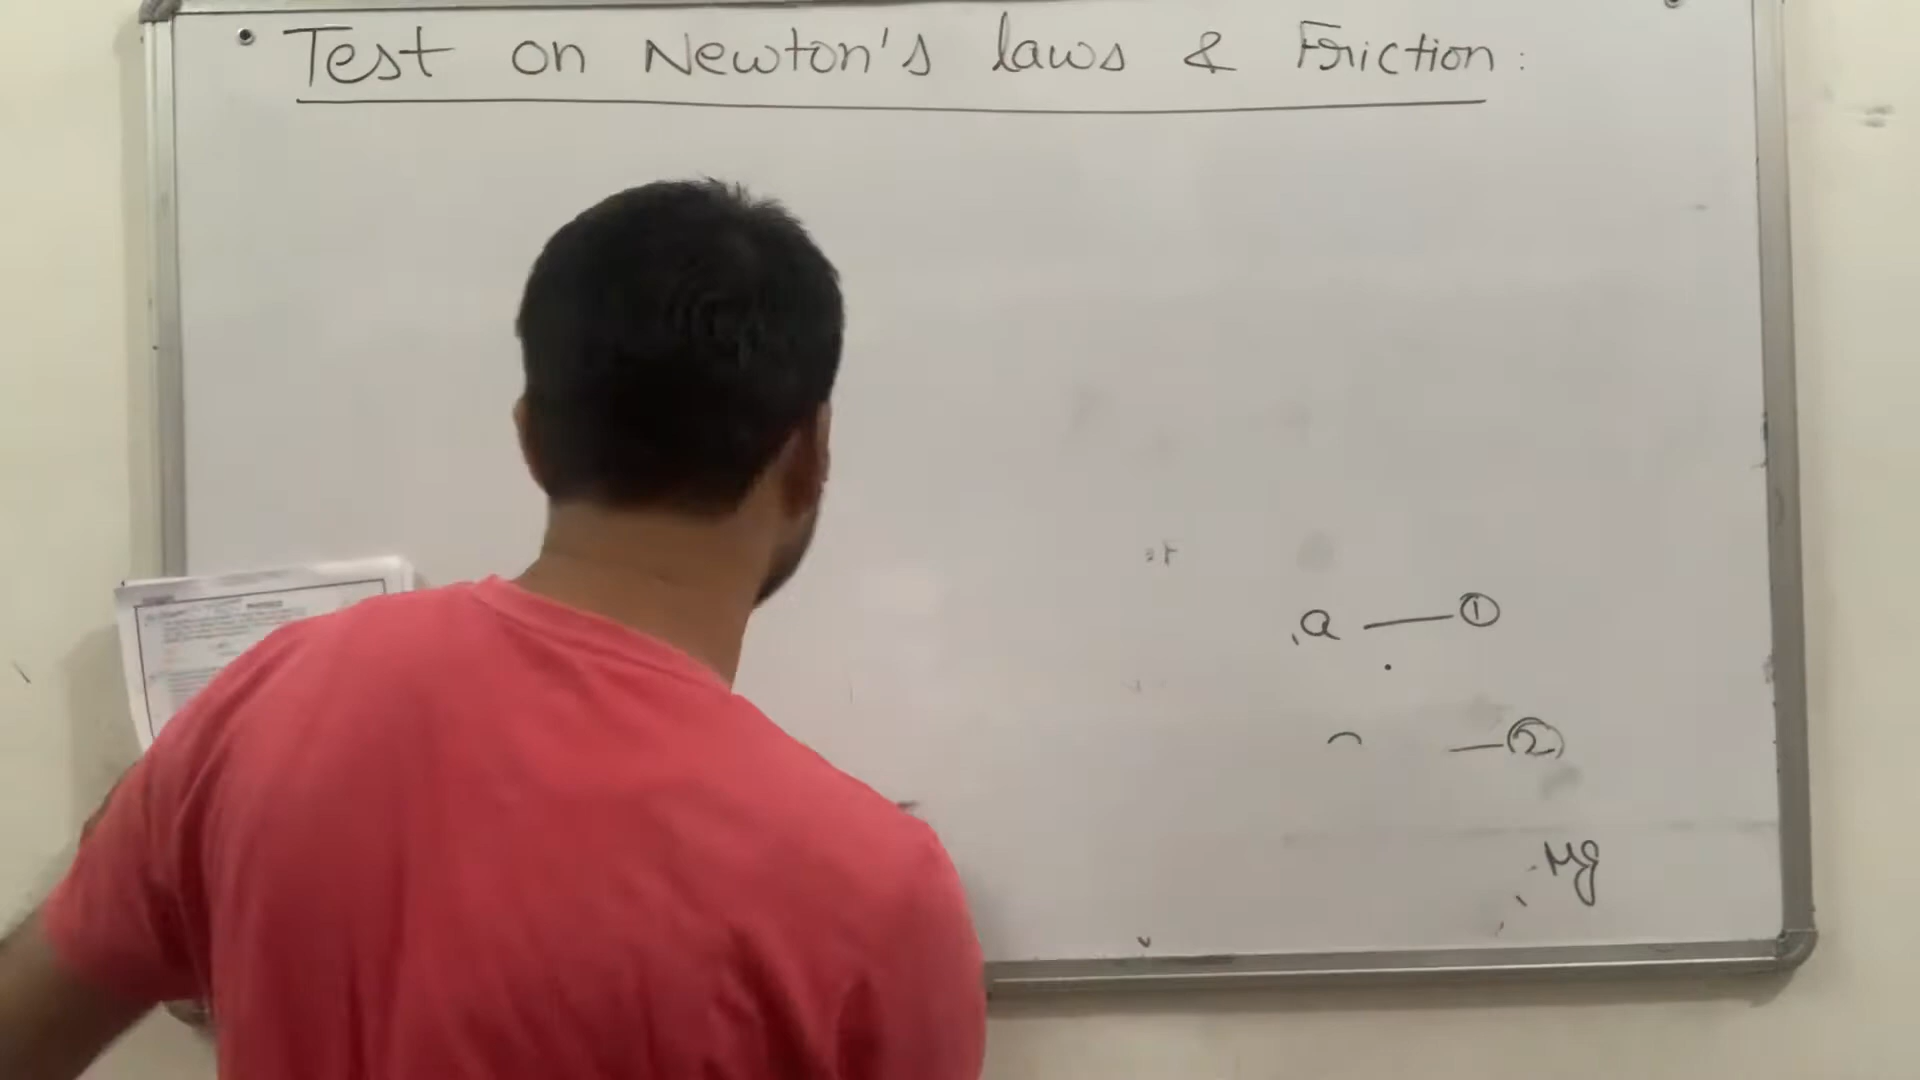 • Test on Newton's laws & Friction:
a — ①
— ②
Mg